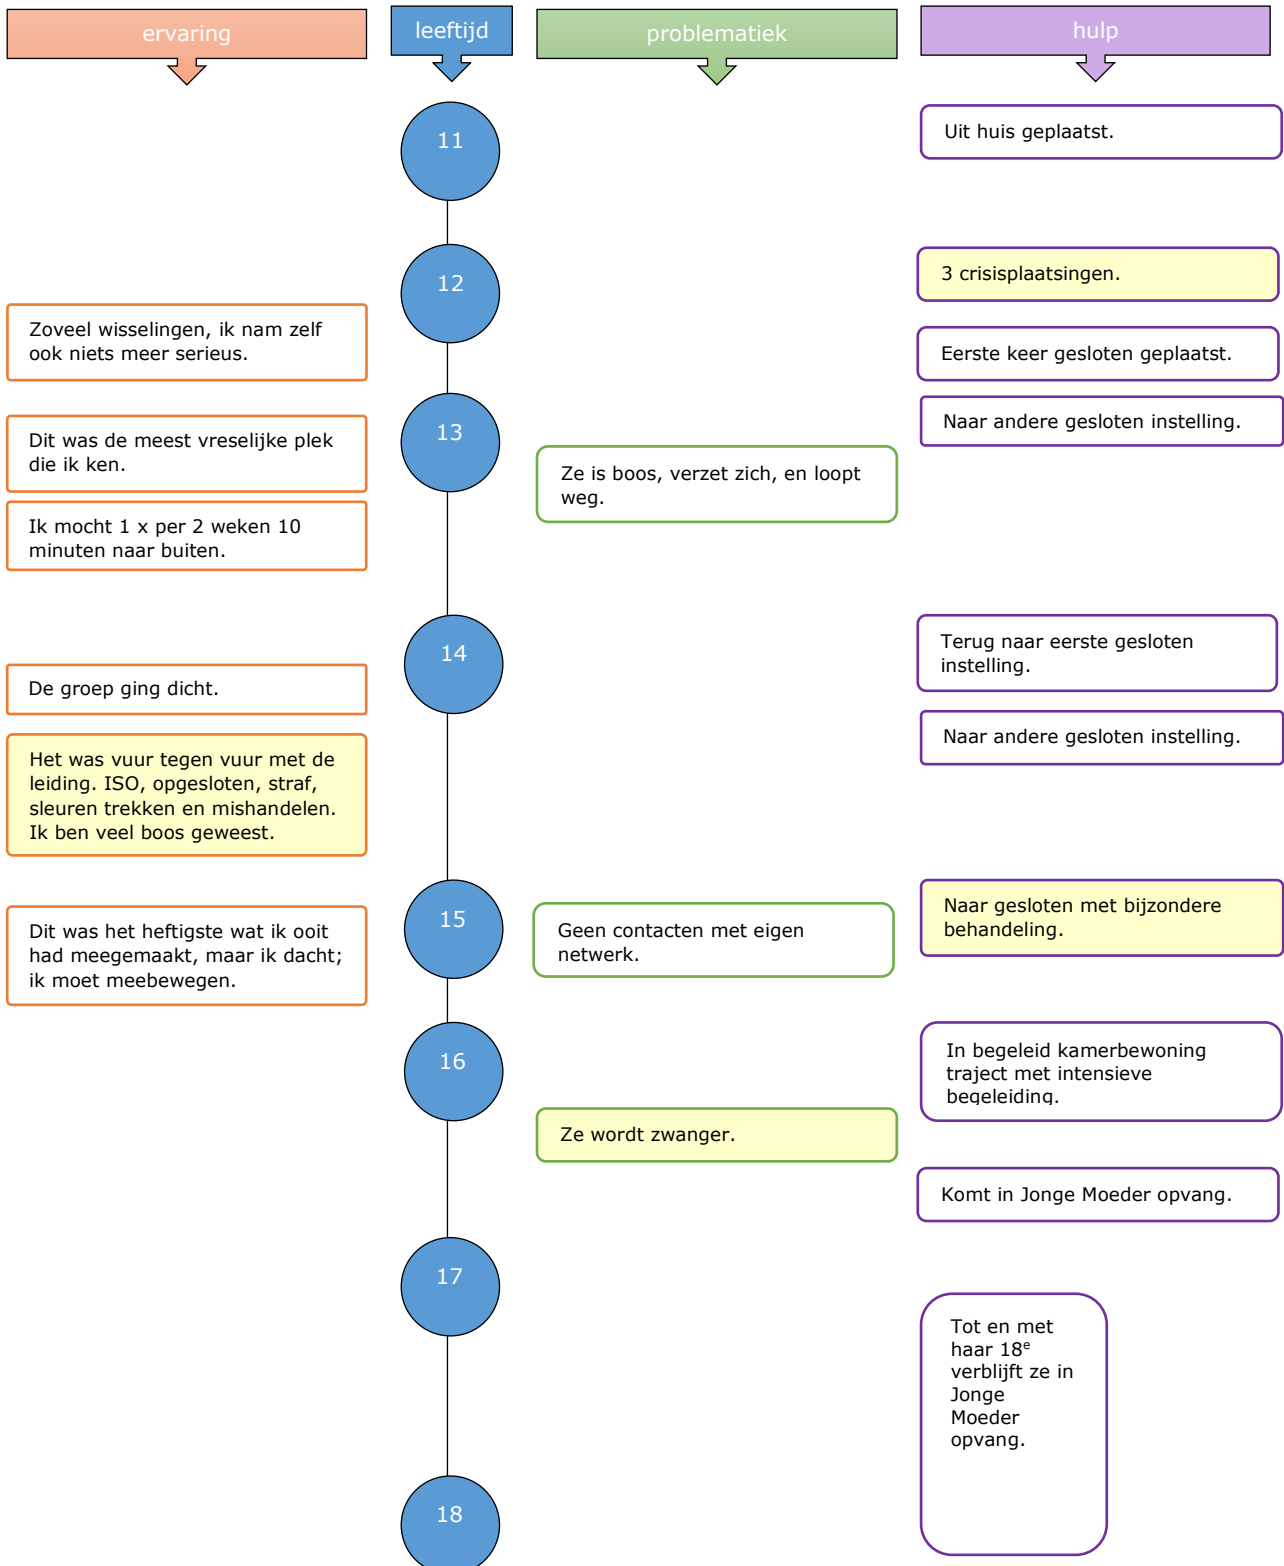 ervaring
leeftijd
problematiek
hulp
11
Uit huis geplaatst.
12
3 crisisplaatsingen.
Zoveel wisselingen, ik nam zelf
ook niets meer serieus.
Eerste keer gesloten geplaatst.
13
Naar andere gesloten instelling.
Dit was de meest vreselijke plek
die ik ken.
Ze is boos, verzet zich, en loopt
weg.
Ik mocht 1 x per 2 weken 10
minuten naar buiten.
14
Terug naar eerste gesloten
instelling.
De groep ging dicht.
Naar andere gesloten instelling.
Het was vuur tegen vuur met de
leiding. ISO, opgesloten, straf,
sleuren trekken en mishandelen.
Ik ben veel boos geweest.
15
Naar gesloten met bijzondere
behandeling.
Dit was het heftigste wat ik ooit
had meegemaakt, maar ik dacht;
ik moet meebewegen.
Geen contacten met eigen
netwerk.
16
In begeleid kamerbewoning
traject met intensieve
begeleiding.
Ze wordt zwanger.
Komt in Jonge Moeder opvang.
17
Tot en met
haar 18e
verblijft ze in
Jonge
Moeder
opvang.
18